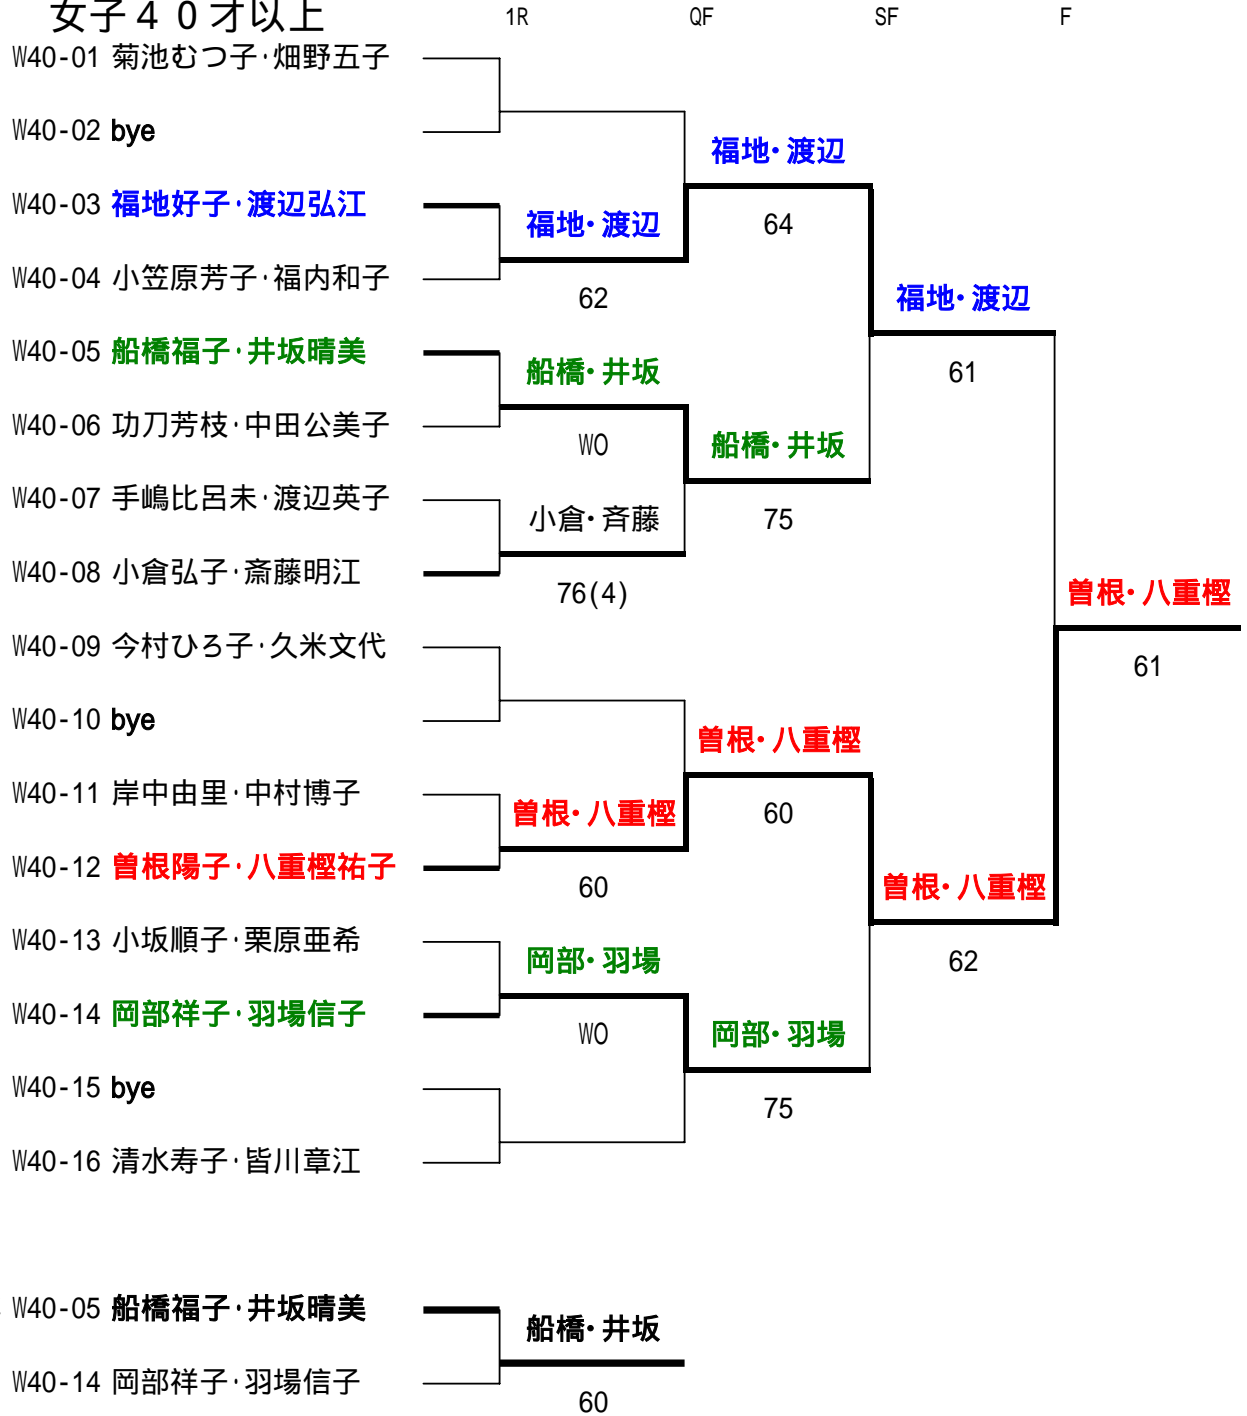 女子４０才以上 1R QF SF F
W40-01 菊池むつ子・畑野五子
W40-02 bye
福地・渡辺
W40-03 福地好子・渡辺弘江
福地・渡辺
64
W40-04 小笠原芳子・福内和子
62
福地・渡辺
W40-05 船橋福子・井坂晴美
船橋・井坂
61
W40-06 功刀芳枝・中田公美子
WO
船橋・井坂
W40-07 手嶋比呂未・渡辺英子
小倉・斉藤
75
W40-08 小倉弘子・斎藤明江
76(4)
曽根・八重樫
W40-09 今村ひろ子・久米文代
61
W40-10 bye
曽根・八重樫
W40-11 岸中由里・中村博子
曽根・八重樫
60
W40-12 曽根陽子・八重樫祐子
60
曽根・八重樫
W40-13 小坂順子・栗原亜希
岡部・羽場
62
W40-14 岡部祥子・羽場信子
WO
岡部・羽場
W40-15 bye
75
W40-16 清水寿子・皆川章江
W40-05 船橋福子・井坂晴美
船橋・井坂
W40-14 岡部祥子・羽場信子
60